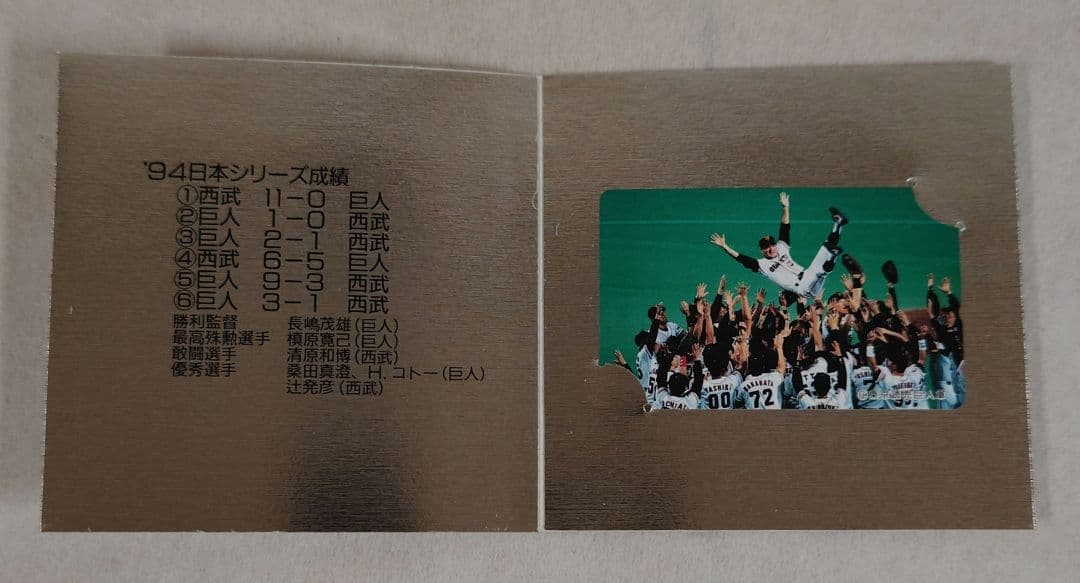 '94日本シリーズ成績
①西武 11-0 巨人
②巨人 1-0 西武
③巨人 2-1 西武
④西武 6-5 巨人
⑤巨人 9-3 西武
⑥巨人 3-1 西武
勝利監督 長嶋茂雄(巨人)
最高殊勲選手 槙原寛己(巨人)
敢闘選手 清原和博(西武)
優秀選手 桑田真澄、H.コトー(巨人)
辻発彦(西武)
00
72